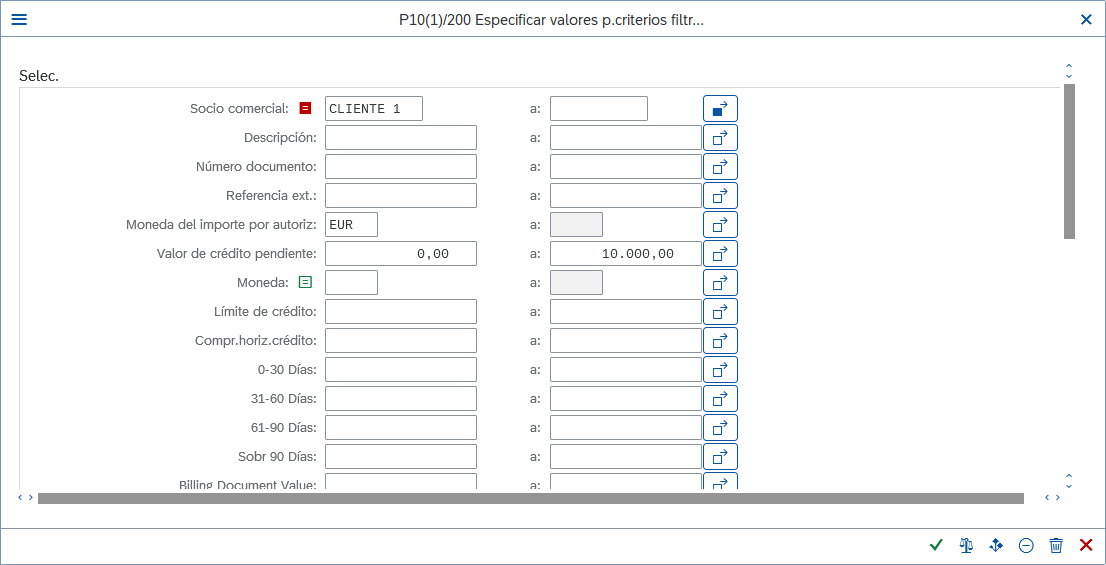 P10(1)/200 Especificar valores p.criterios filtr...
Selec.
Socio comercial: CLIENTE 1 a:
Descripción: a:
Número documento: a:
Referencia ext.: a:
Moneda del importe por autoriz: EUR a:
Valor de crédito pendiente: 0,00 a: 10.000,00
Moneda: a:
Límite de crédito: a:
Compr.horiz.crédito: a:
0-30 Días: a:
31-60 Días: a:
61-90 Días: a:
Sobr 90 Días: a:
Billing Document Value: a: